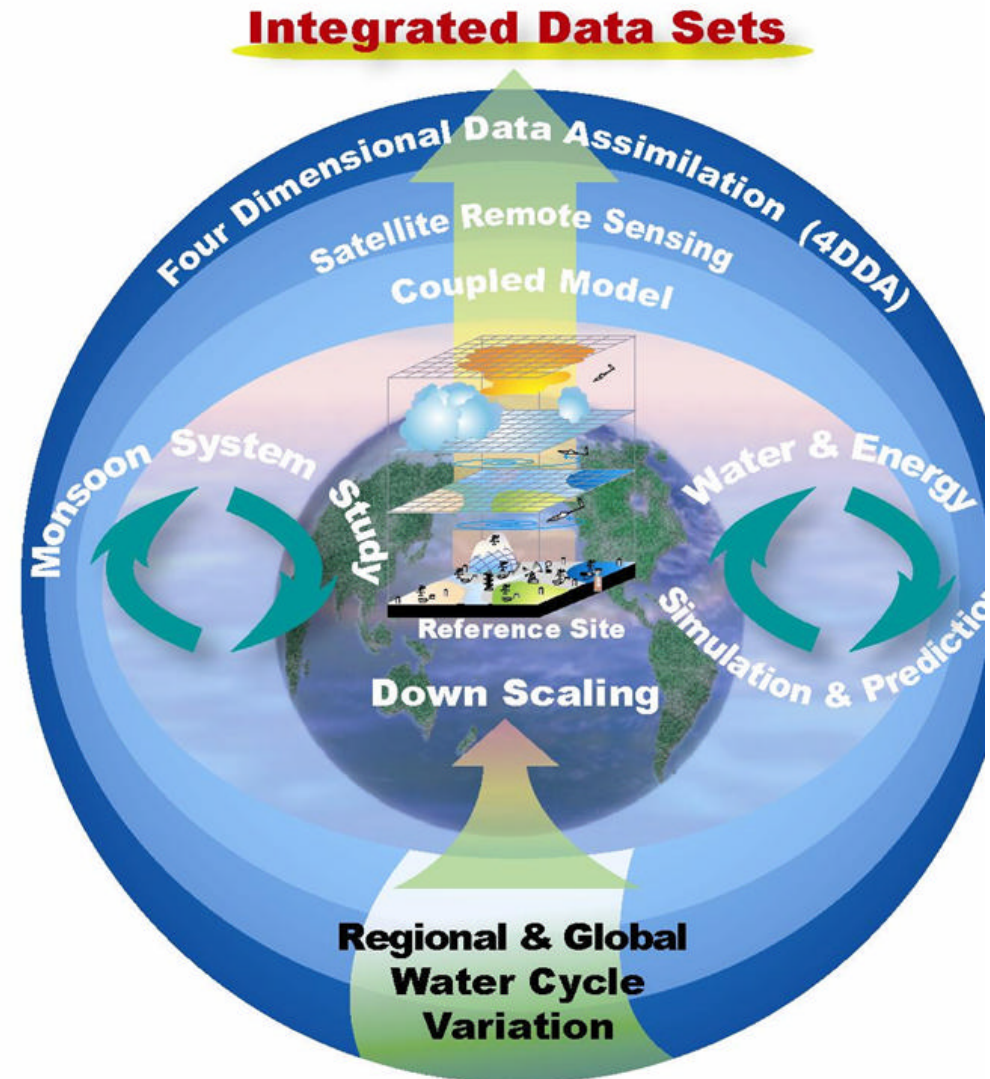 Integrated Data Sets
Four Dimensional Data Assimilation (4DDA)
Satellite Remote Sensing
Coupled Model
Monsoon System Study
Water & Energy
Simulation & Prediction
Reference Site
Down Scaling
Regional & Global
Water Cycle
Variation